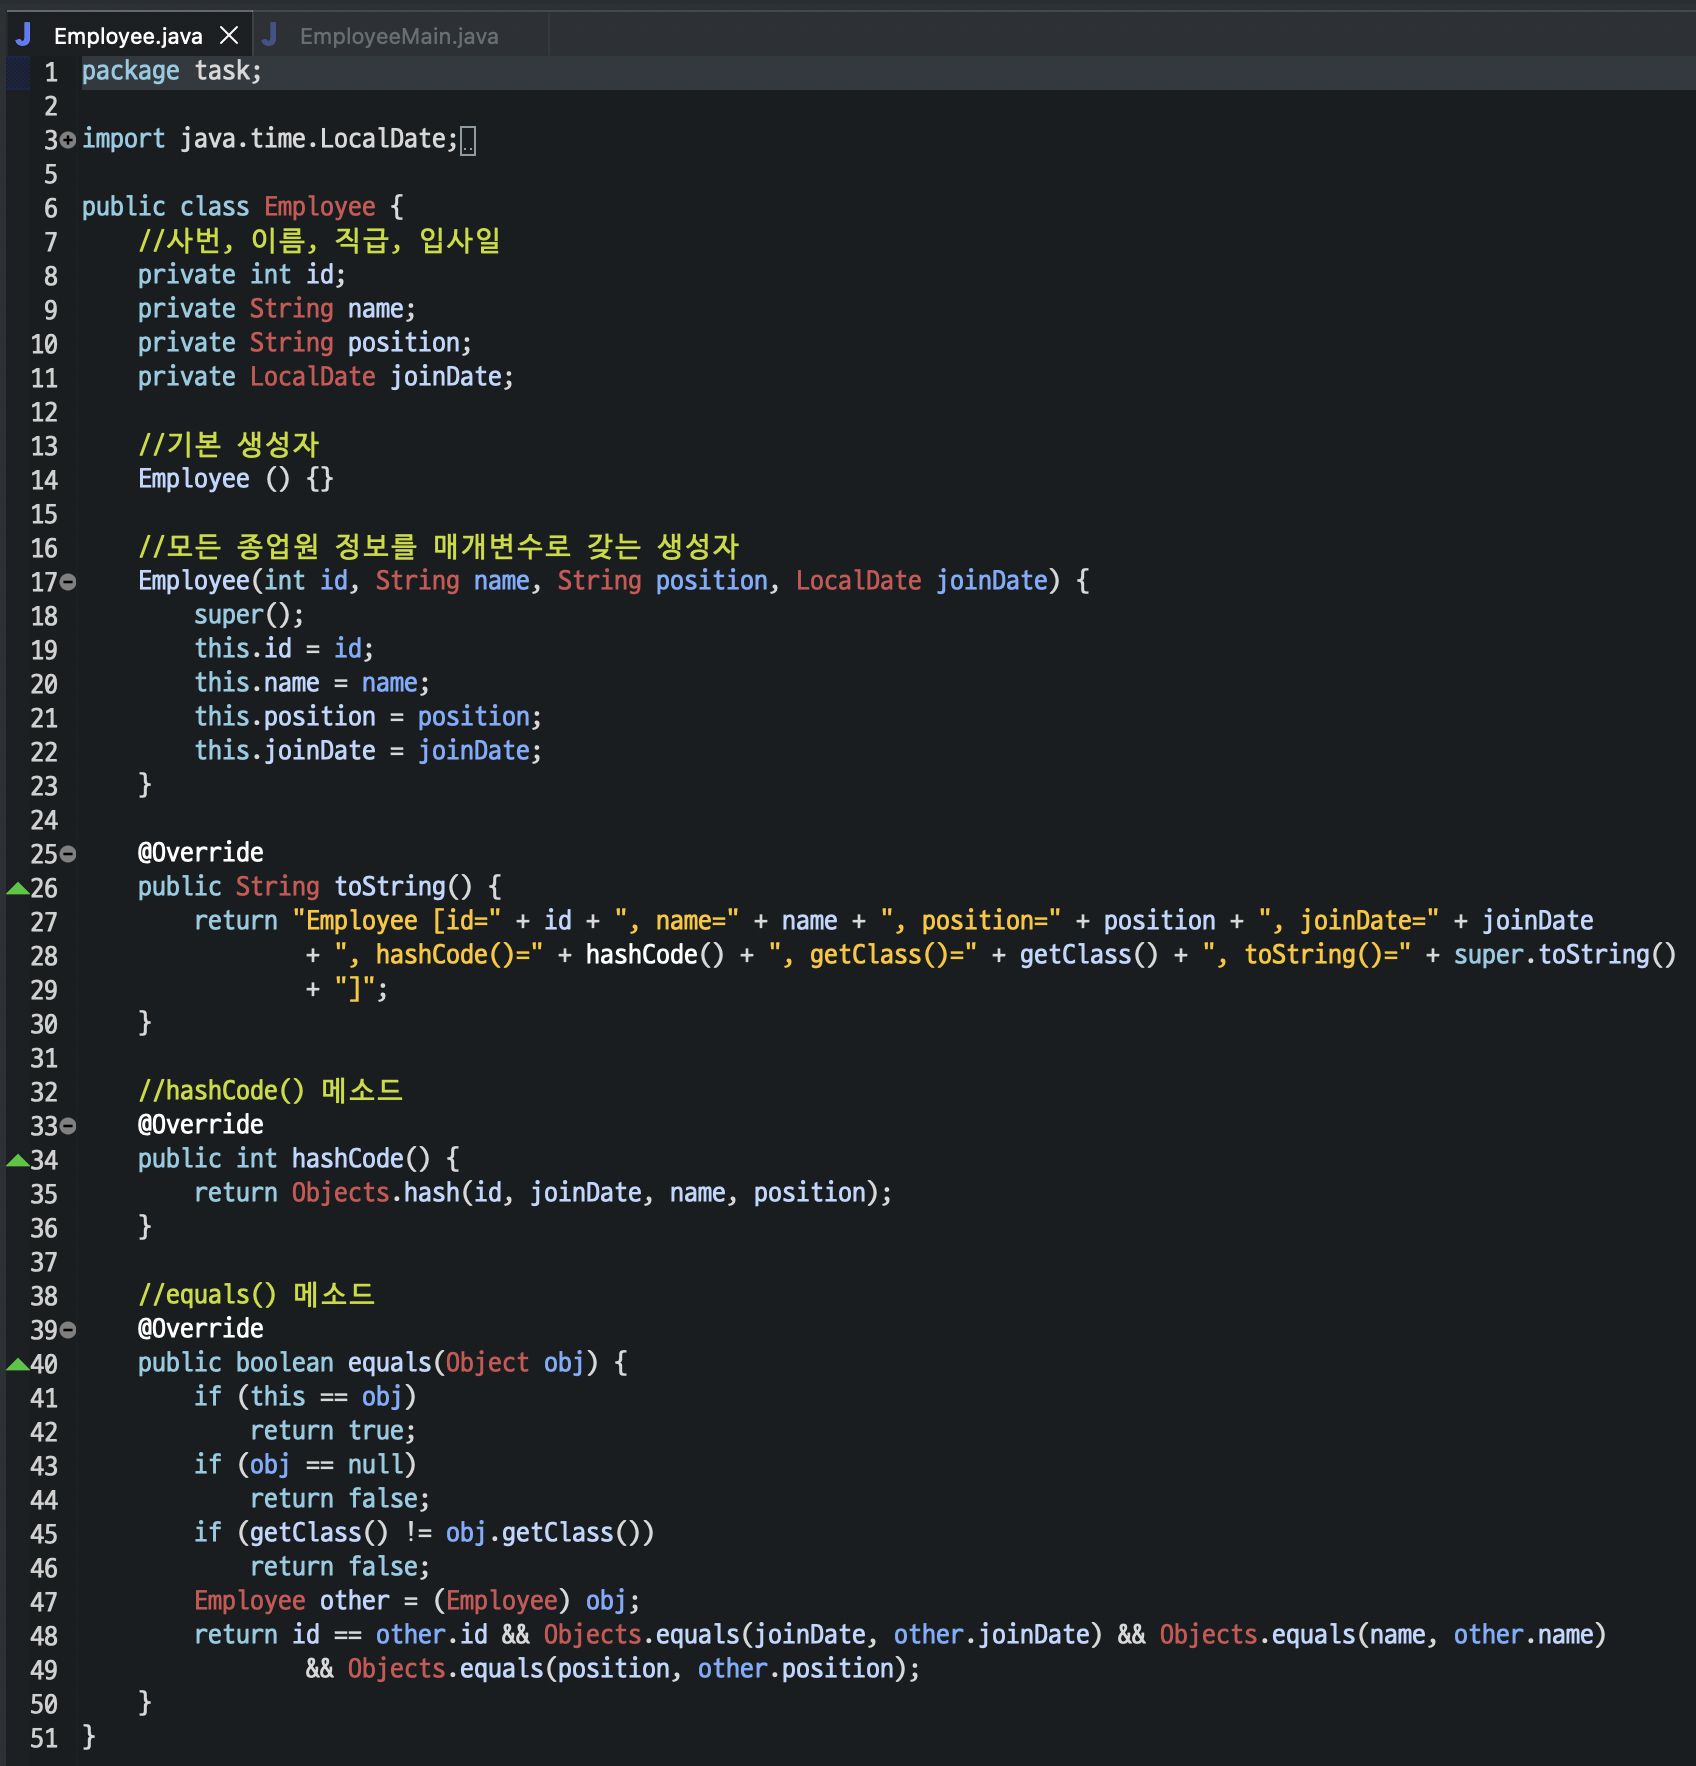 Employee.java EmployeeMain.java
1 package task;
2
3 import java.time.LocalDate;
5
6 public class Employee {
7 //사번, 이름, 직급, 입사일
8 private int id;
9 private String name;
10 private String position;
11 private LocalDate joinDate;
12
13 //기본 생성자
14 Employee () {}
15
16 //모든 종업원 정보를 매개변수로 갖는 생성자
17 Employee(int id, String name, String position, LocalDate joinDate) {
18 super();
19 this.id = id;
20 this.name = name;
21 this.position = position;
22 this.joinDate = joinDate;
23 }
24
25 @Override
26 public String toString() {
27 return "Employee [id=" + id + ", name=" + name + ", position=" + position + ", joinDate=" + joinDate
28 + ", hashCode()=" + hashCode() + ", getClass()=" + getClass() + ", toString()=" + super.toString()
29 + "]";
30 }
31
32 //hashCode() 메소드
33 @Override
34 public int hashCode() {
35 return Objects.hash(id, joinDate, name, position);
36 }
37
38 //equals() 메소드
39 @Override
40 public boolean equals(Object obj) {
41 if (this == obj)
42 return true;
43 if (obj == null)
44 return false;
45 if (getClass() != obj.getClass())
46 return false;
47 Employee other = (Employee) obj;
48 return id == other.id && Objects.equals(joinDate, other.joinDate) && Objects.equals(name, other.name)
49 && Objects.equals(position, other.position);
50 }
51 }